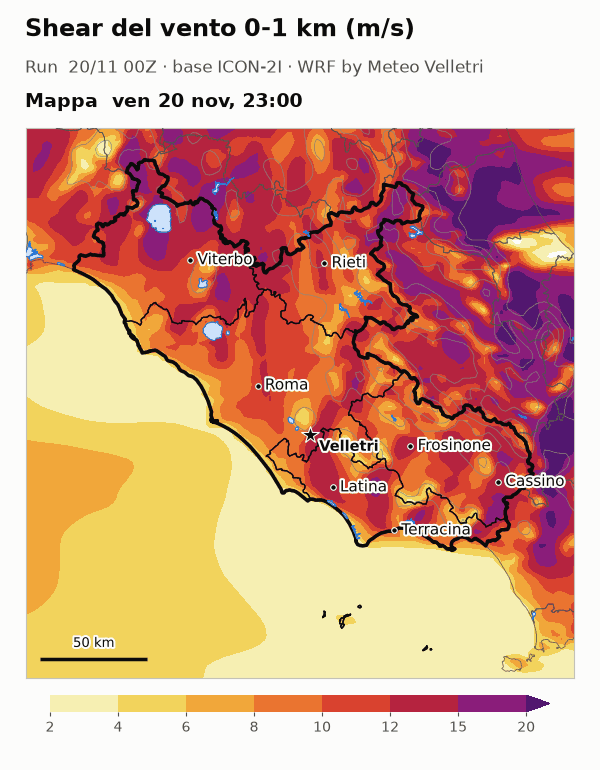 Shear del vento 0-1 km (m/s)
Run  20/11 00Z · base ICON-2I · WRF by Meteo Velletri
Mappa  ven 20 nov, 23:00
Viterbo
Rieti
Roma
Velletri
Frosinone
Latina
Cassino
Terracina
50 km
2 4 6 8 10 12 15 20